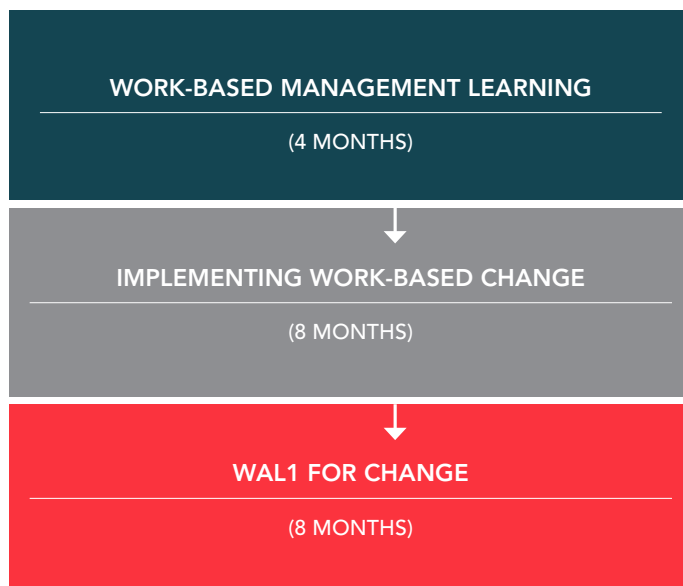 WORK-BASED MANAGEMENT LEARNING
(4 MONTHS)
IMPLEMENTING WORK-BASED CHANGE
(8 MONTHS)
WAL1 FOR CHANGE
(8 MONTHS)